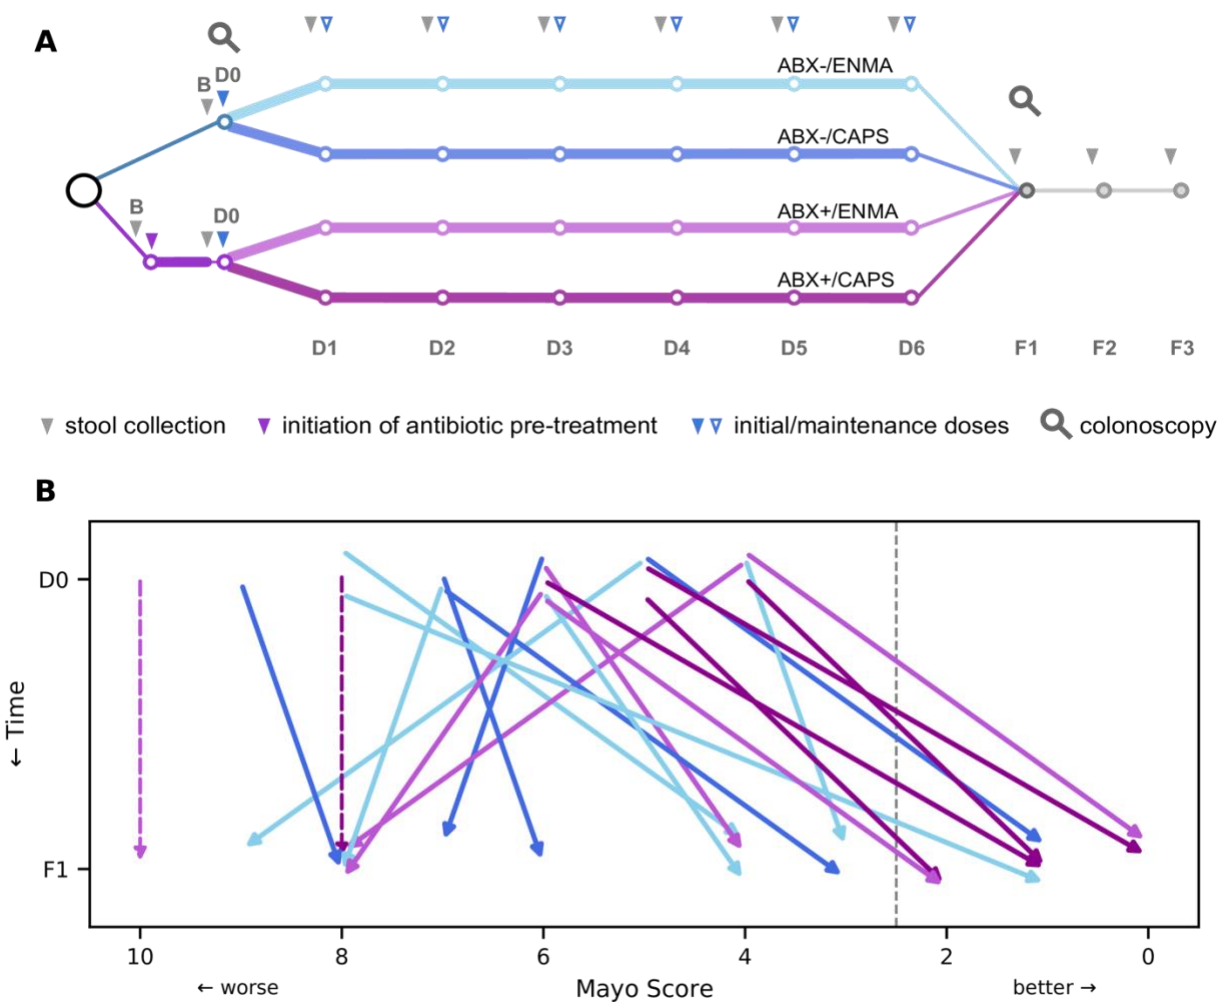 A
B D0
ABX-/ENMA
ABX-/CAPS
B
D0
ABX+/ENMA
ABX+/CAPS
D1 D2 D3 D4 D5 D6 F1 F2 F3
stool collection initiation of antibiotic pre-treatment initial/maintenance doses colonoscopy
B
D0
← Time
F1
10 8 6 4 2 0
← worse Mayo Score better →